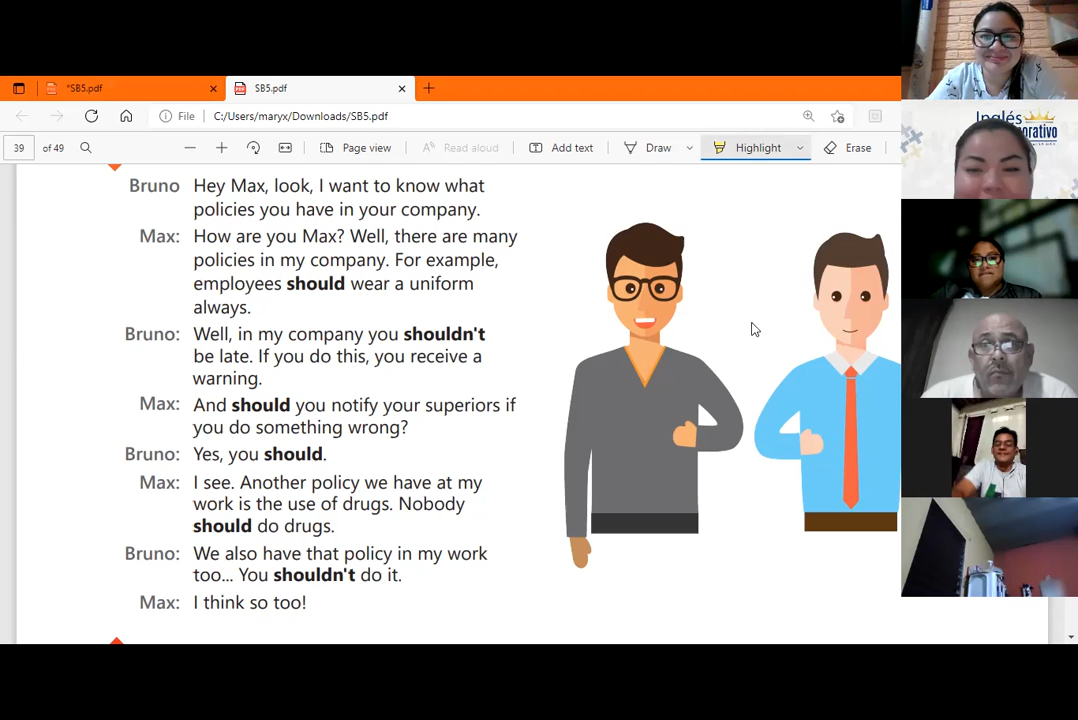 *SB5.pdf
SB5.pdf
File
C:/Users/maryx/Downloads/SB5.pdf
39 of 49
Page view
Read aloud
Add text
Draw
Highlight
Erase
Inglés
Bruno Hey Max, look, I want to know what
policies you have in your company.
Max: How are you Max? Well, there are many
policies in my company. For example,
employees should wear a uniform
always.
Bruno: Well, in my company you shouldn't
be late. If you do this, you receive a
warning.
Max: And should you notify your superiors if
you do something wrong?
Bruno: Yes, you should.
Max: I see. Another policy we have at my
work is the use of drugs. Nobody
should do drugs.
Bruno: We also have that policy in my work
too... You shouldn't do it.
Max: I think so too!